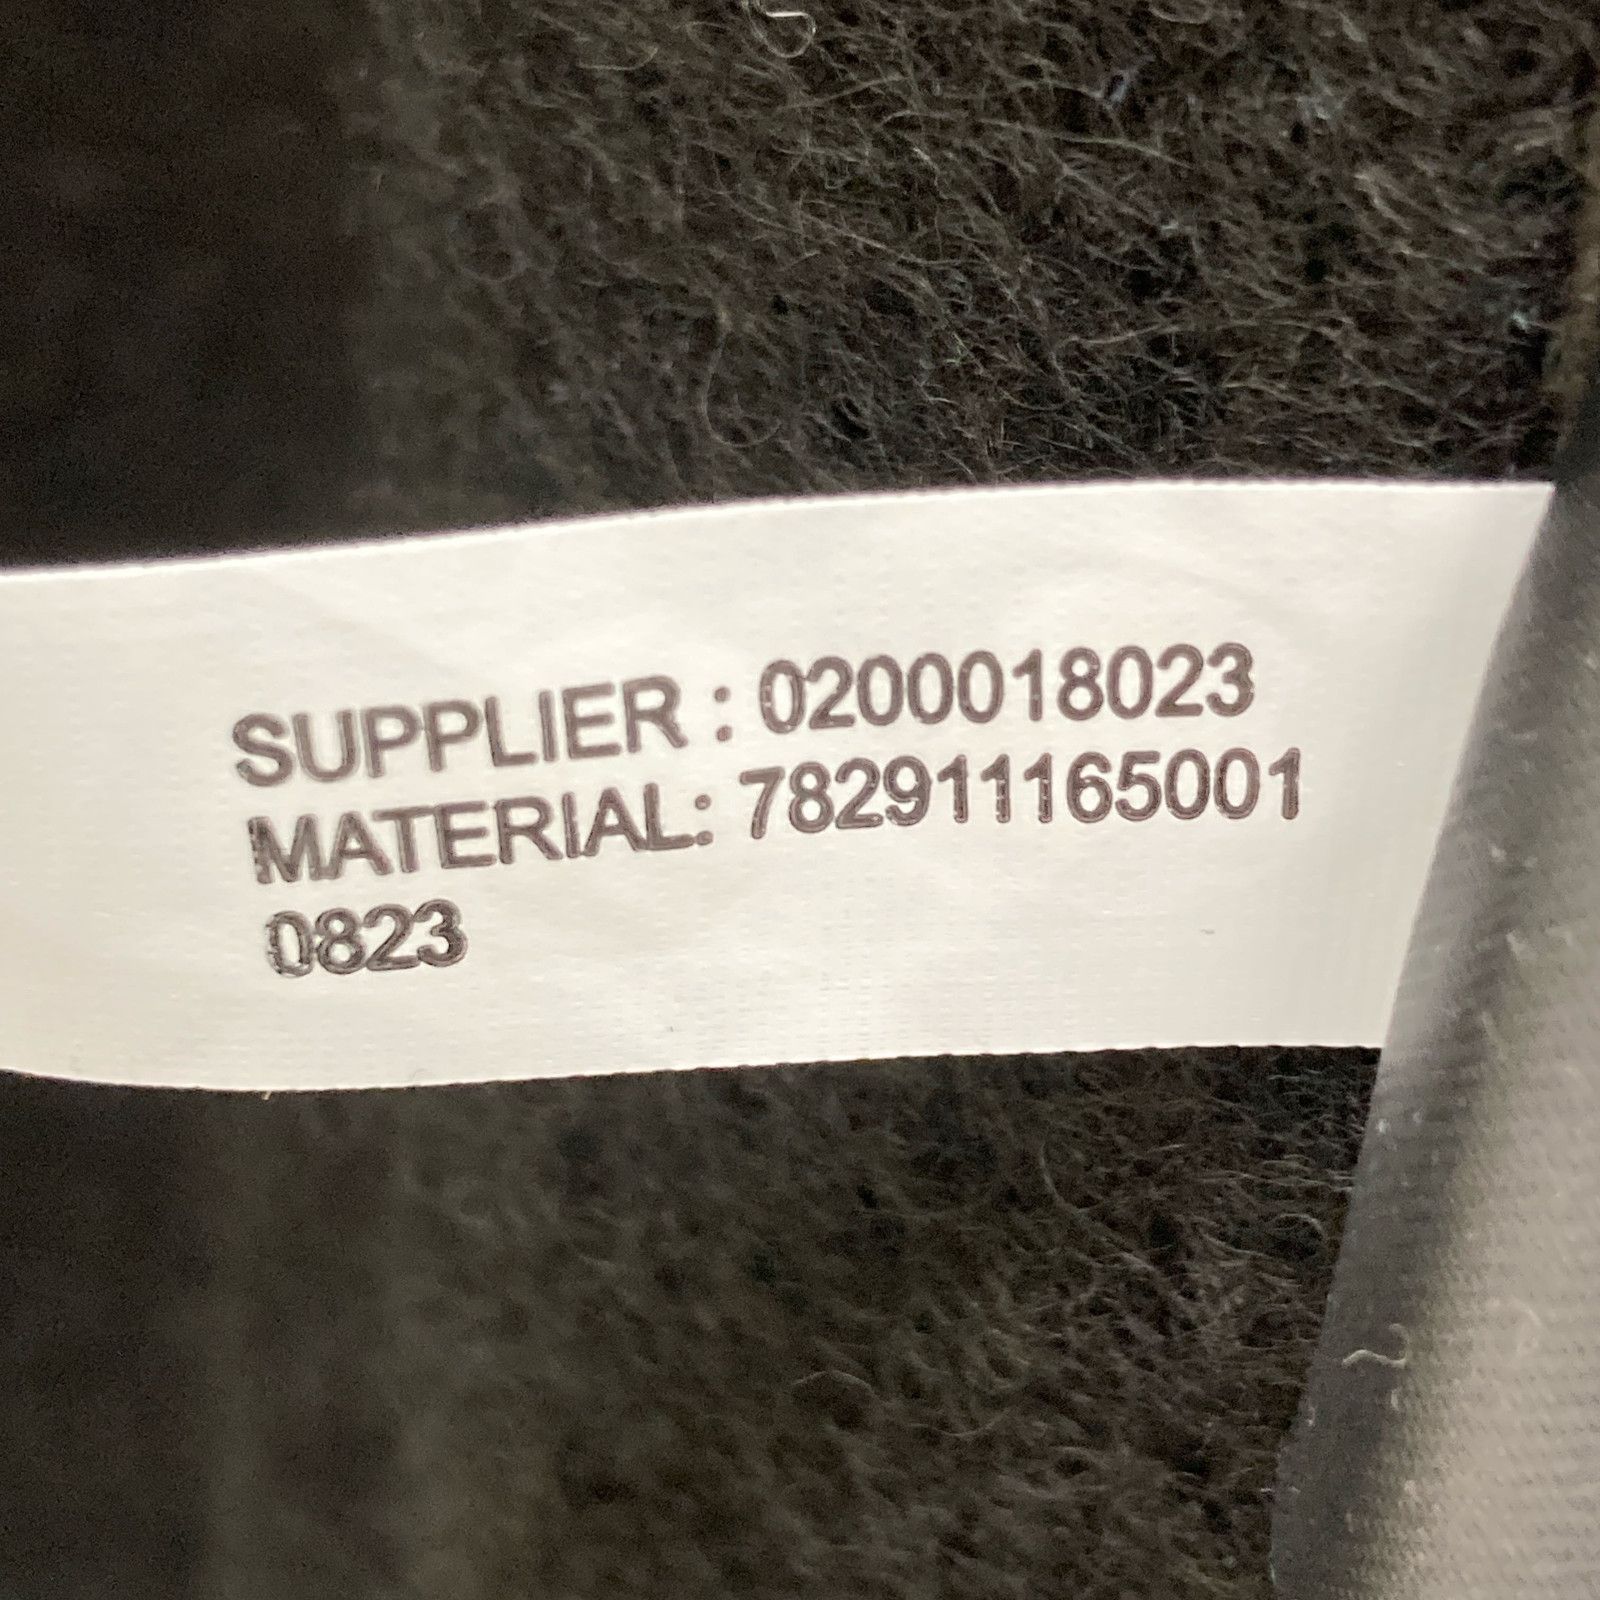 SUPPLIER : 0200018023
MATERIAL: 782911165001
0823